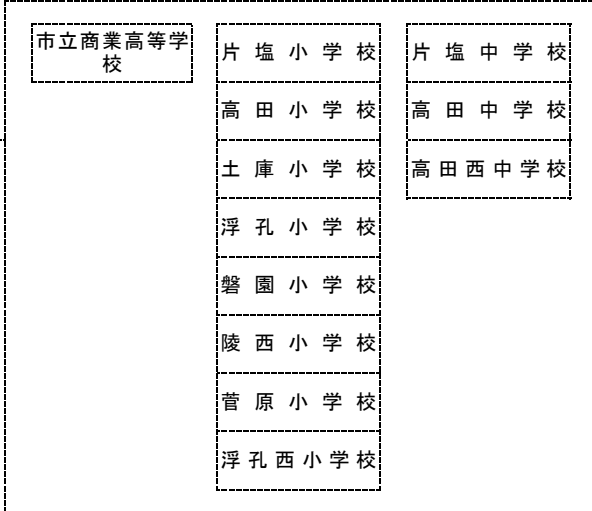 市立商業高等学
校
片塩小学校
高田小学校
土庫小学校
浮孔小学校
磐園小学校
陵西小学校
菅原小学校
浮孔西小学校
片塩中学校
高田中学校
高田西中学校